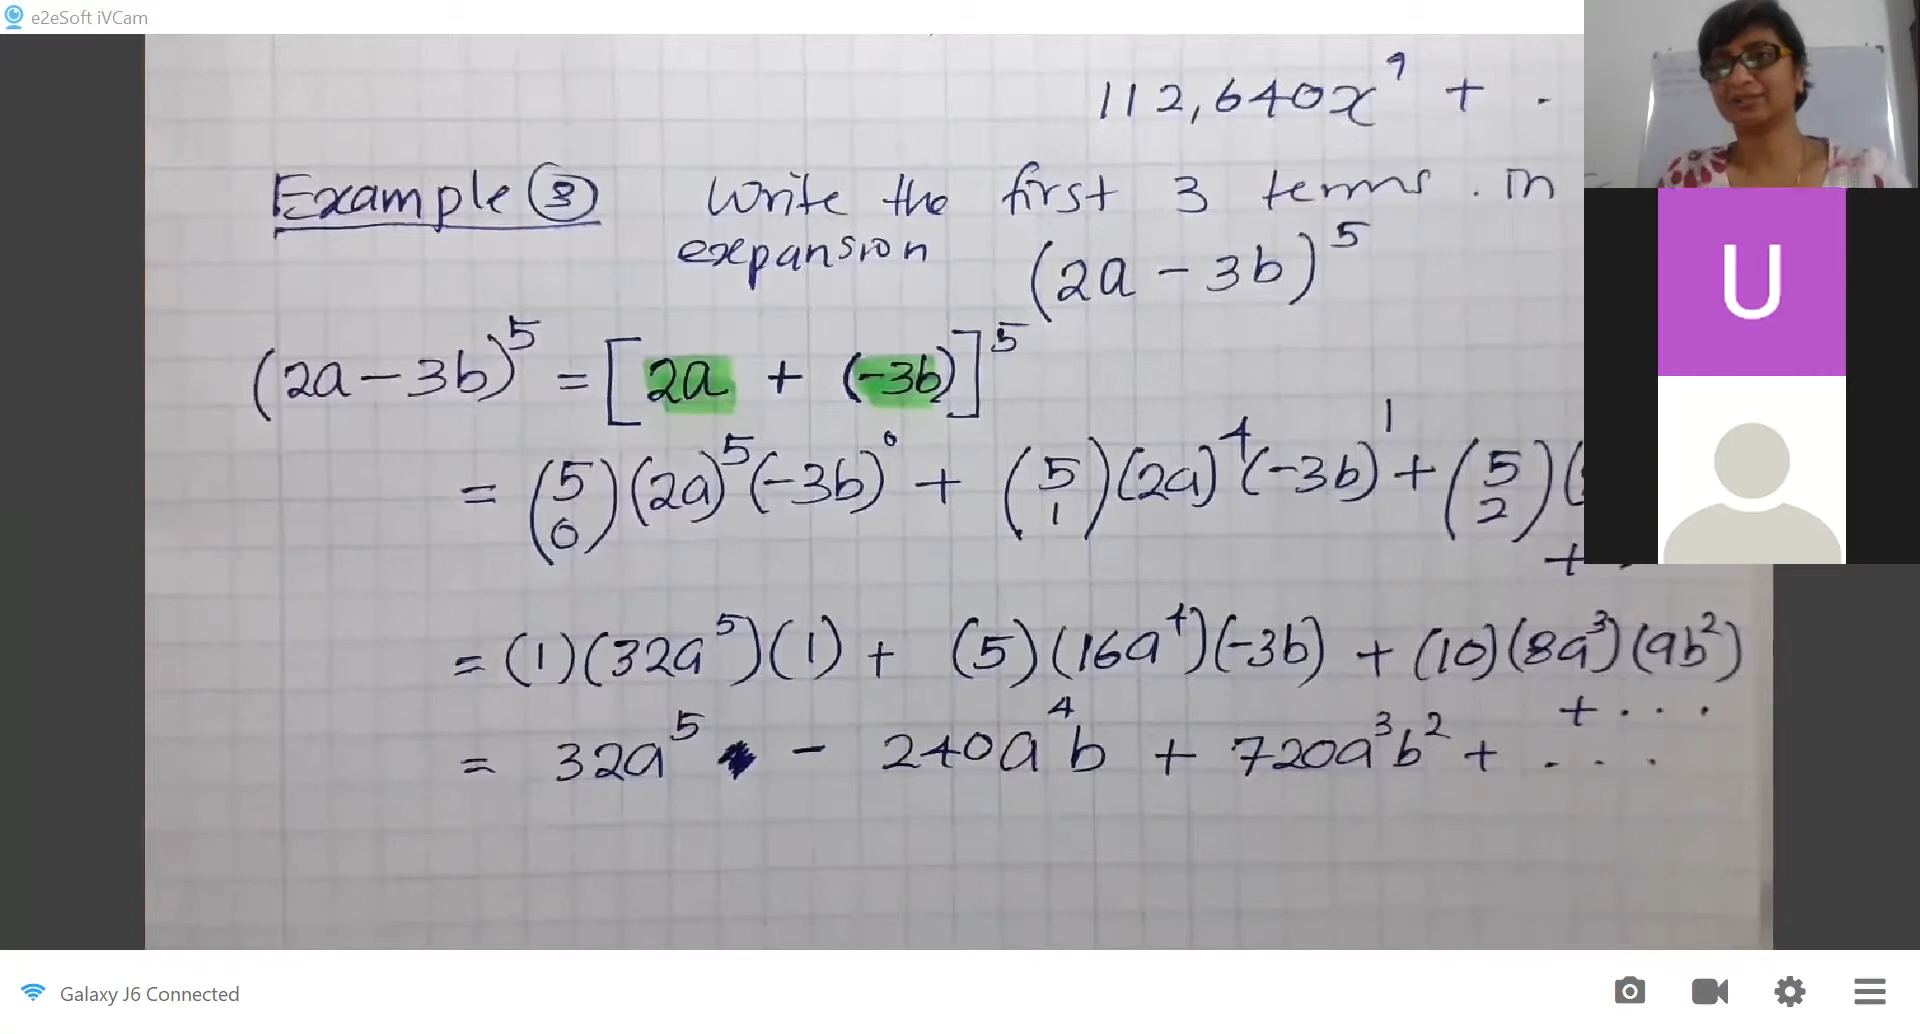 e2eSoft iVCam
112,640x⁹ + .
Example ③ Write the first 3 terms. in
expansion (2a - 3b)⁵
(2a - 3b)⁵ = [2a + (-3b)]⁵
= (5 0)(2a)⁵(-3b)⁰ + (5 1)(2a)⁴(-3b)¹ + (5 2)(
+ .
= (1)(32a⁵)(1) + (5)(16a⁴)(-3b) + (10)(8a³)(9b²)
+ . . .
= 32a⁵ - 240a⁴b + 720a³b² + . . .
U
Galaxy J6 Connected